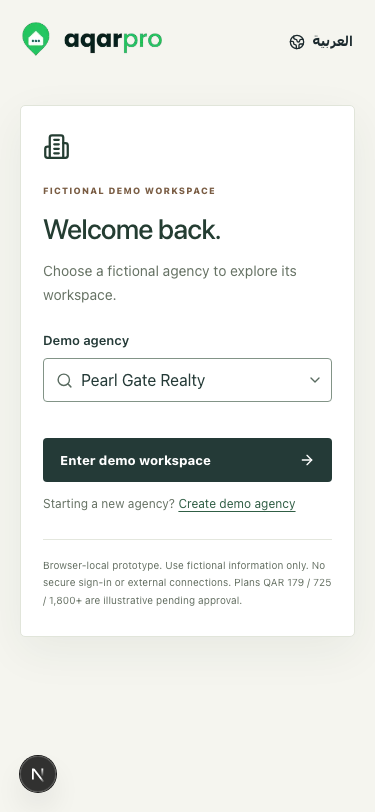 aqarpro
العربية
FICTIONAL DEMO WORKSPACE
Welcome back.
Choose a fictional agency to explore its
workspace.
Demo agency
Pearl Gate Realty
Enter demo workspace
Starting a new agency? Create demo agency
Browser-local prototype. Use fictional information only. No
secure sign-in or external connections. Plans QAR 179 / 725
/ 1,800+ are illustrative pending approval.
N